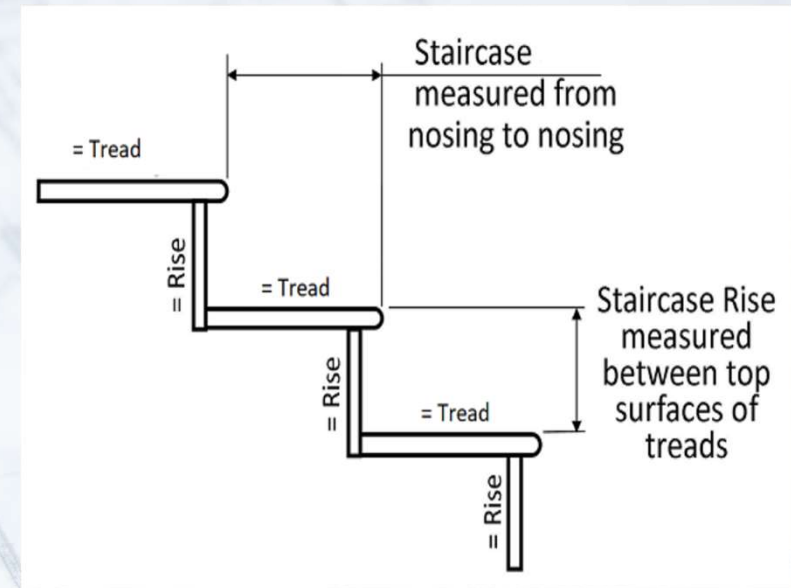 Staircase
measured from
nosing to nosing
= Tread
= Rise
= Tread
Staircase Rise
measured
between top
surfaces of
treads
= Rise
= Tread
= Rise